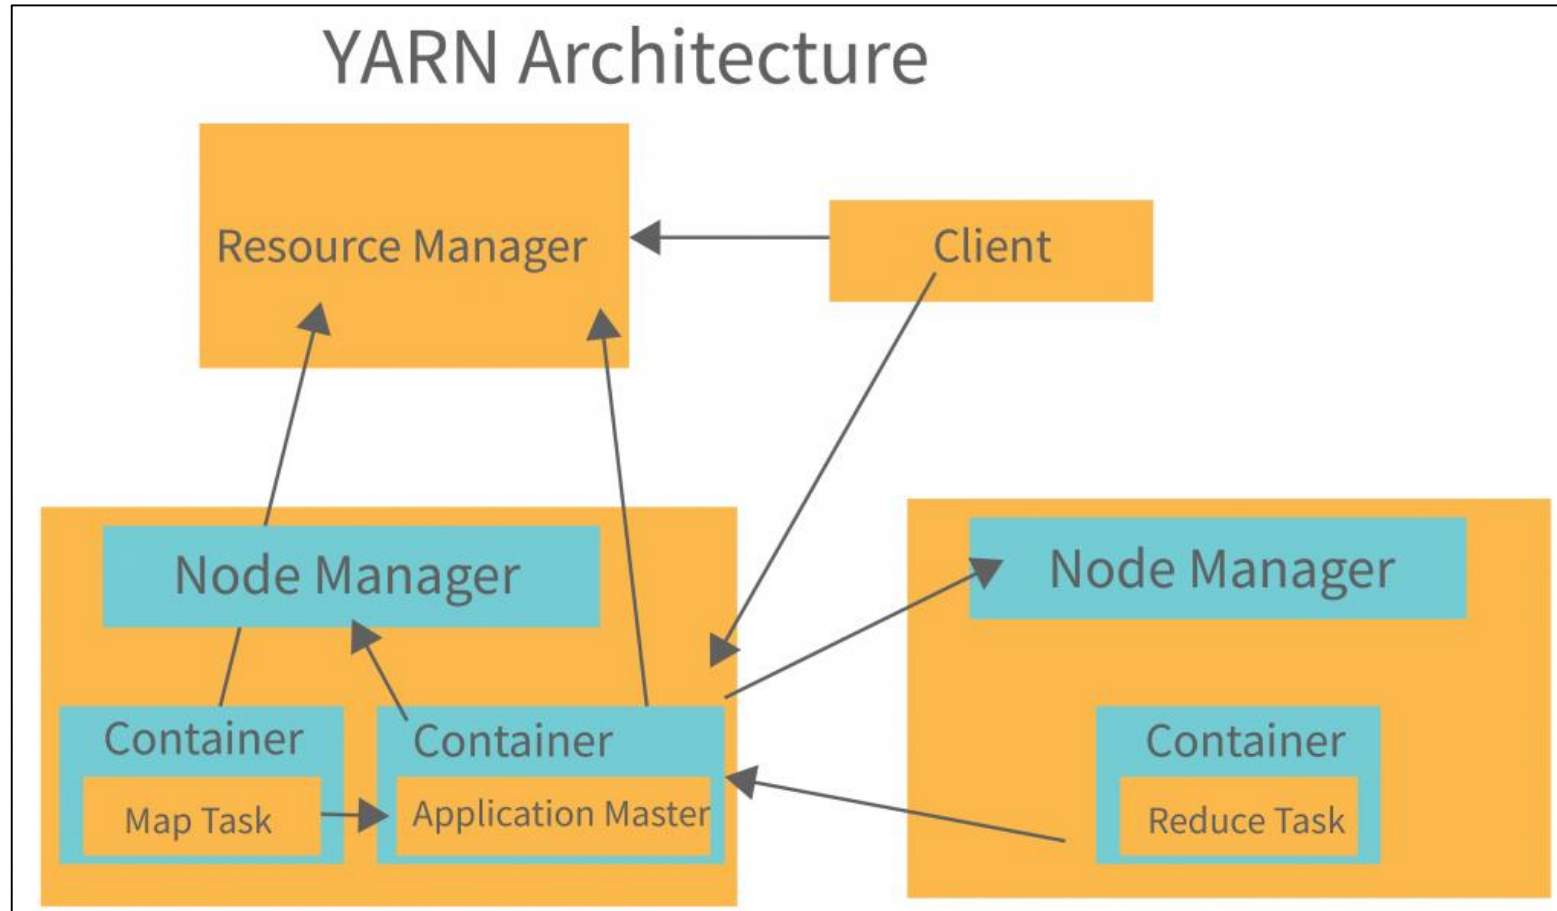 YARN Architecture
Resource Manager
Client
Node Manager
Container
Map Task
Container
Application Master
Node Manager
Container
Reduce Task